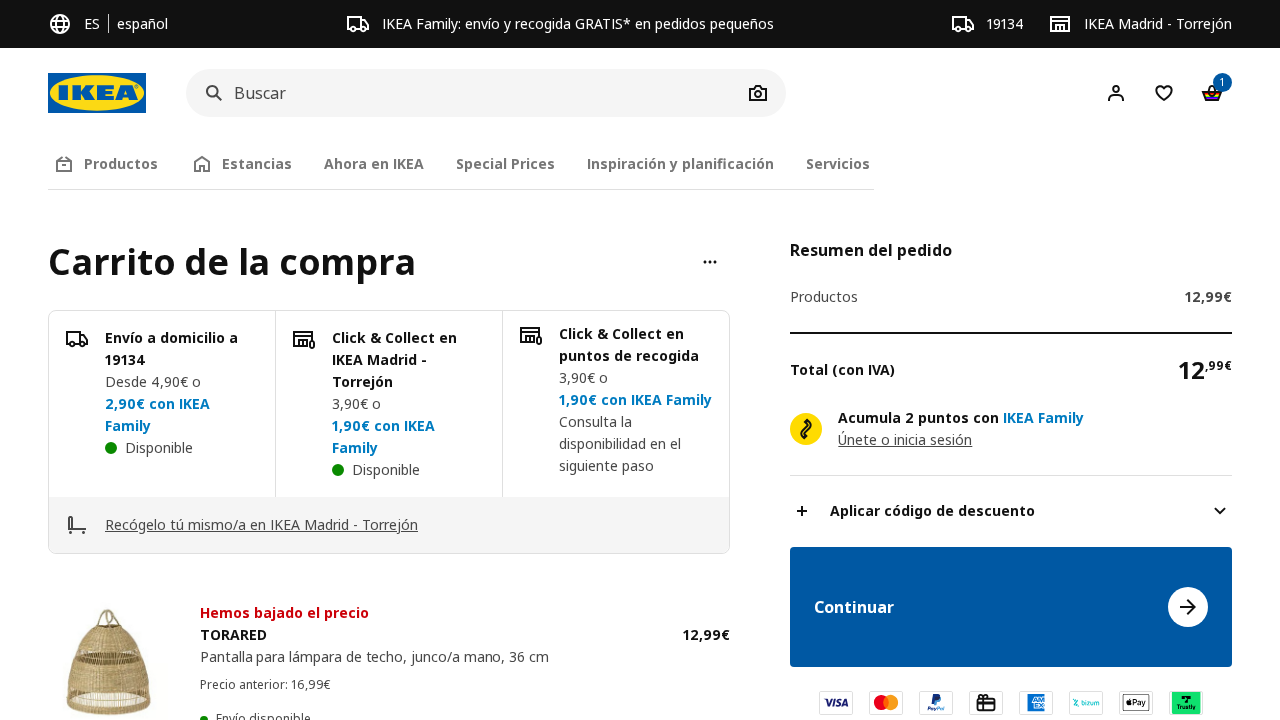 ES español
IKEA Family: envío y recogida GRATIS* en pedidos pequeños
19134
IKEA Madrid - Torrejón
IKEA
Buscar
1
Productos
Estancias
Ahora en IKEA
Special Prices
Inspiración y planificación
Servicios
Carrito de la compra
Envío a domicilio a
19134
Desde 4,90€ o
2,90€ con IKEA
Family
Disponible
Click & Collect en
IKEA Madrid -
Torrejón
3,90€ o
1,90€ con IKEA
Family
Disponible
Click & Collect en
puntos de recogida
3,90€ o
1,90€ con IKEA Family
Consulta la
disponibilidad en el
siguiente paso
Recógelo tú mismo/a en IKEA Madrid - Torrejón
Hemos bajado el precio
TORARED
12,99€
Pantalla para lámpara de techo, junco/a mano, 36 cm
Precio anterior: 16,99€
Envío disponible
Resumen del pedido
Productos 12,99€
Total (con IVA) 12,99€
Acumula 2 puntos con IKEA Family
Únete o inicia sesión
Aplicar código de descuento
Continuar
VISA
PayPal
AMEX
bizum
Pay
Trustly